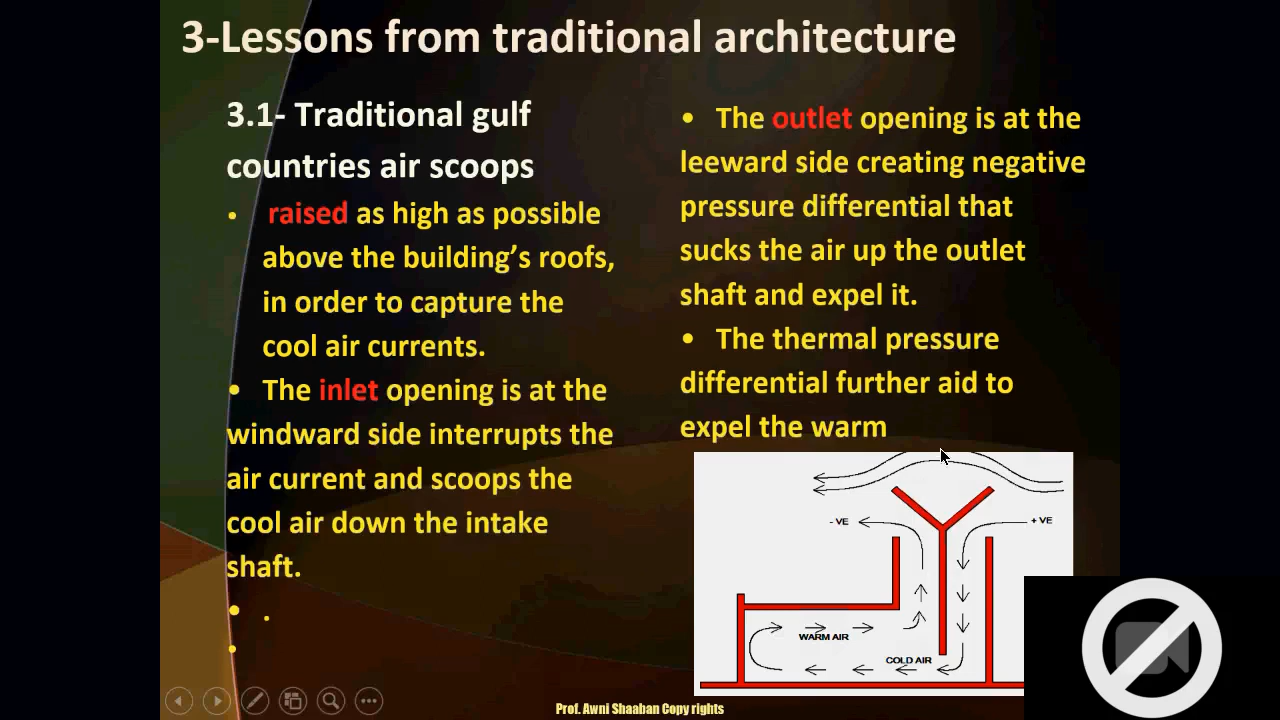 3-Lessons from traditional architecture
3.1- Traditional gulf
countries air scoops
• raised as high as possible
above the building’s roofs,
in order to capture the
cool air currents.
• The inlet opening is at the
windward side interrupts the
air current and scoops the
cool air down the intake
shaft.
• .
•
• The outlet opening is at the
leeward side creating negative
pressure differential that
sucks the air up the outlet
shaft and expel it.
• The thermal pressure
differential further aid to
expel the warm
- VE
+ VE
WARM AIR
COLD AIR
Prof. Awni Shaaban Copy rights